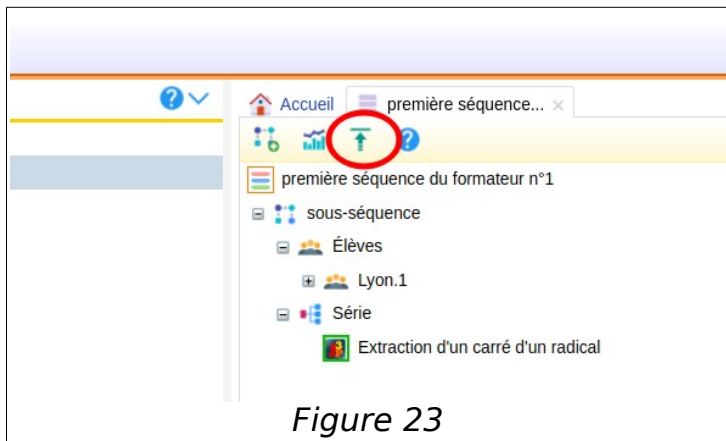 Accueil première séquence...
première séquence du formateur n°1
sous-séquence
Élèves
Lyon.1
Série
Extraction d'un carré d'un radical
Figure 23